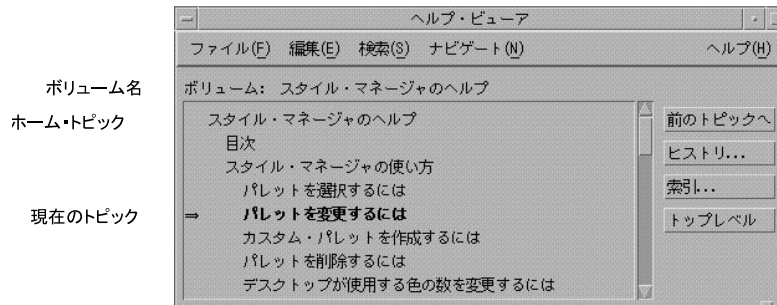 ヘルプ・ビューア
ファイル(F) 編集(E) 検索(S) ナビゲート(N) ヘルプ(H)
ボリューム名
ボリューム: スタイル・マネージャのヘルプ
ホーム・トピック
スタイル・マネージャのヘルプ
目次
スタイル・マネージャの使い方
パレットを選択するには
現在のトピック
⇒ パレットを変更するには
カスタム・パレットを作成するには
パレットを削除するには
デスクトップが使用する色の数を変更するには
前のトピックへ
ヒストリ...
索引...
トップレベル